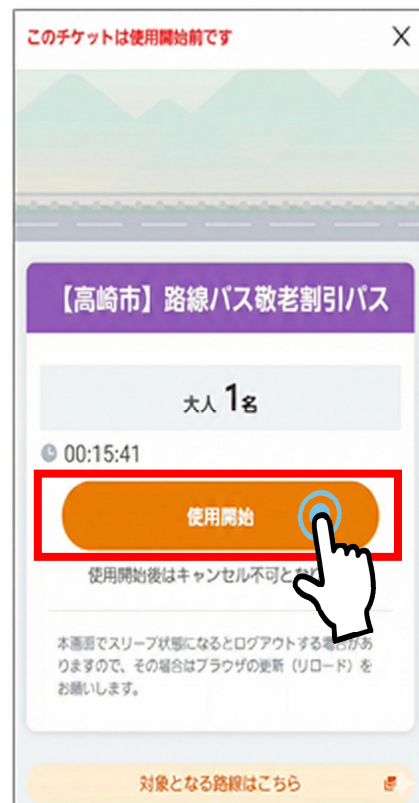 このチケットは使用開始前です
【高崎市】路線バス敬老割引パス
大人 1名
00:15:41
使用開始
使用開始後はキャンセル不可とな
本画面でスリープ状態になるとログアウトする場合があ
りますので、その場合はブラウザの更新（リロード）を
お願いします。
対象となる路線はこちら